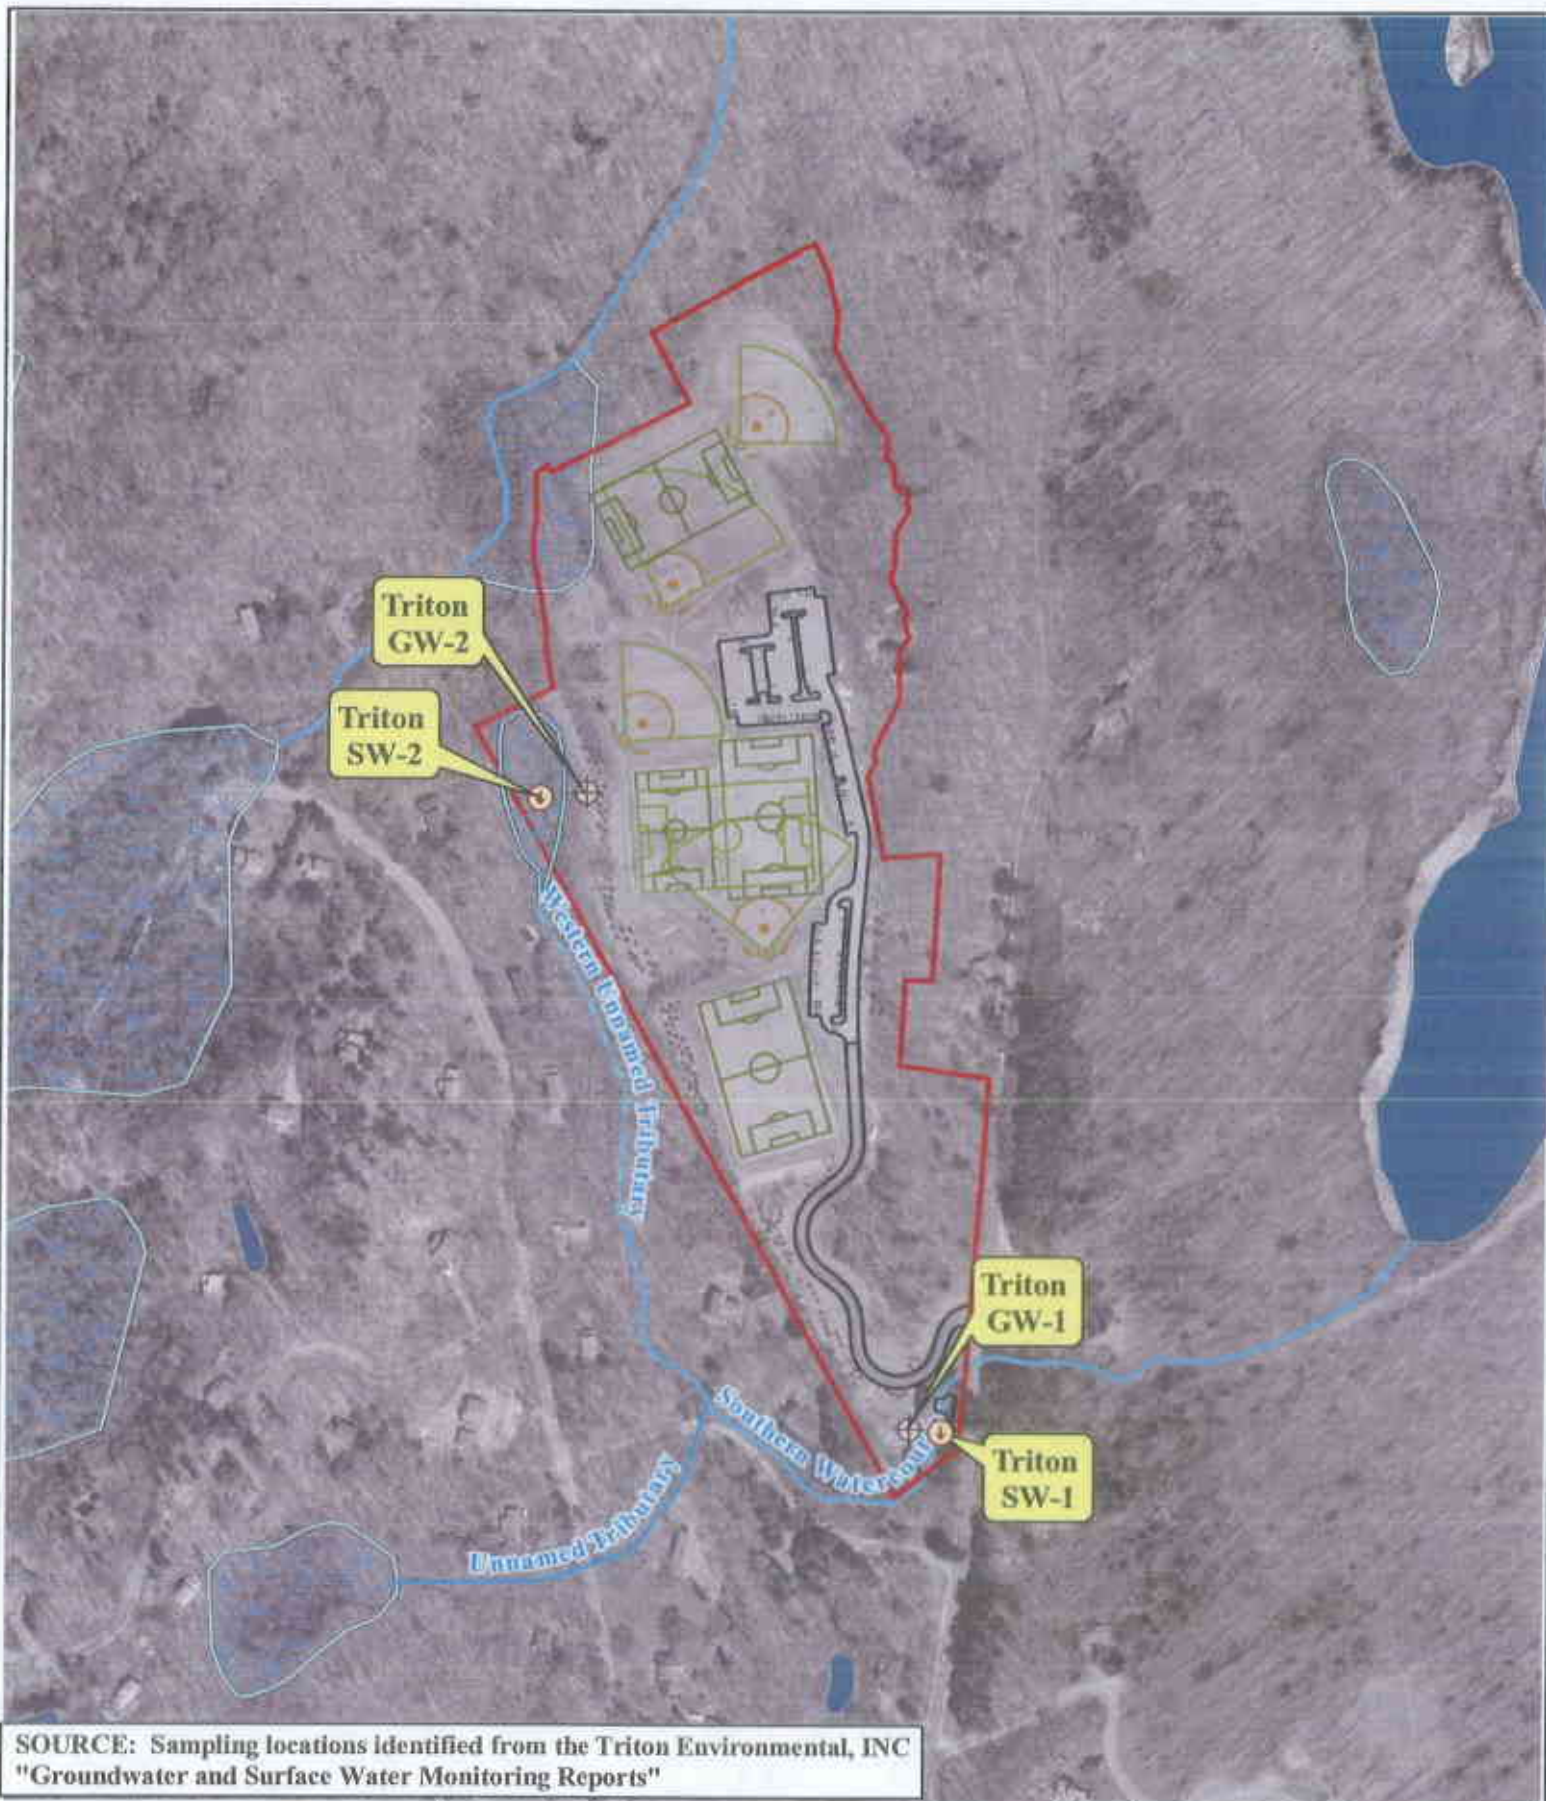 Triton
GW-2
Triton
SW-2
Western Unnamed Tributary
Triton
GW-1
Southern Watercour
Triton
SW-1
Unnamed Tributary
SOURCE: Sampling locations identified from the Triton Environmental, INC
"Groundwater and Surface Water Monitoring Reports"